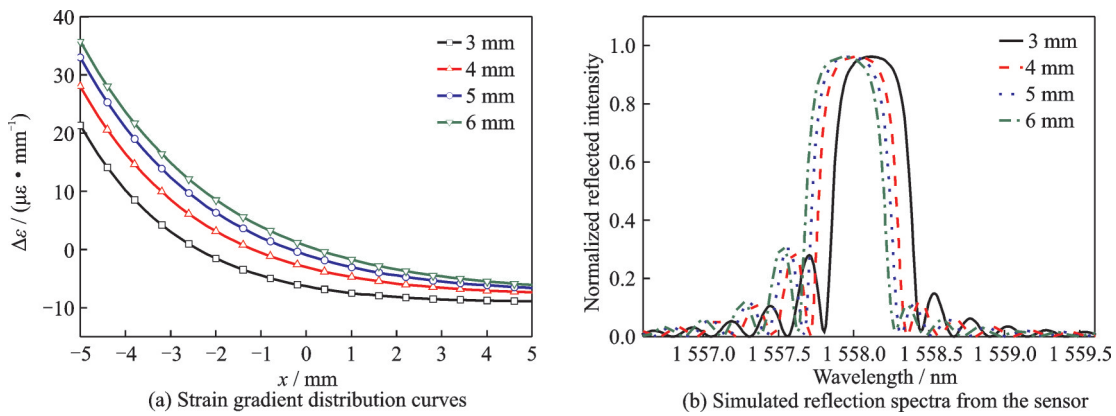 40
30
20
10
0
−10
Δε / (με • mm⁻¹)
3 mm
4 mm
5 mm
6 mm
−5 −4 −3 −2 −1 0 1 2 3 4 5
x / mm
(a) Strain gradient distribution curves
1.0
0.8
0.6
0.4
0.2
0
Normalized reflected intensity
3 mm
4 mm
5 mm
6 mm
1 557.0 1 557.5 1 558.0 1 558.5 1 559.0 1 559.5
Wavelength / nm
(b) Simulated reflection spectra from the sensor